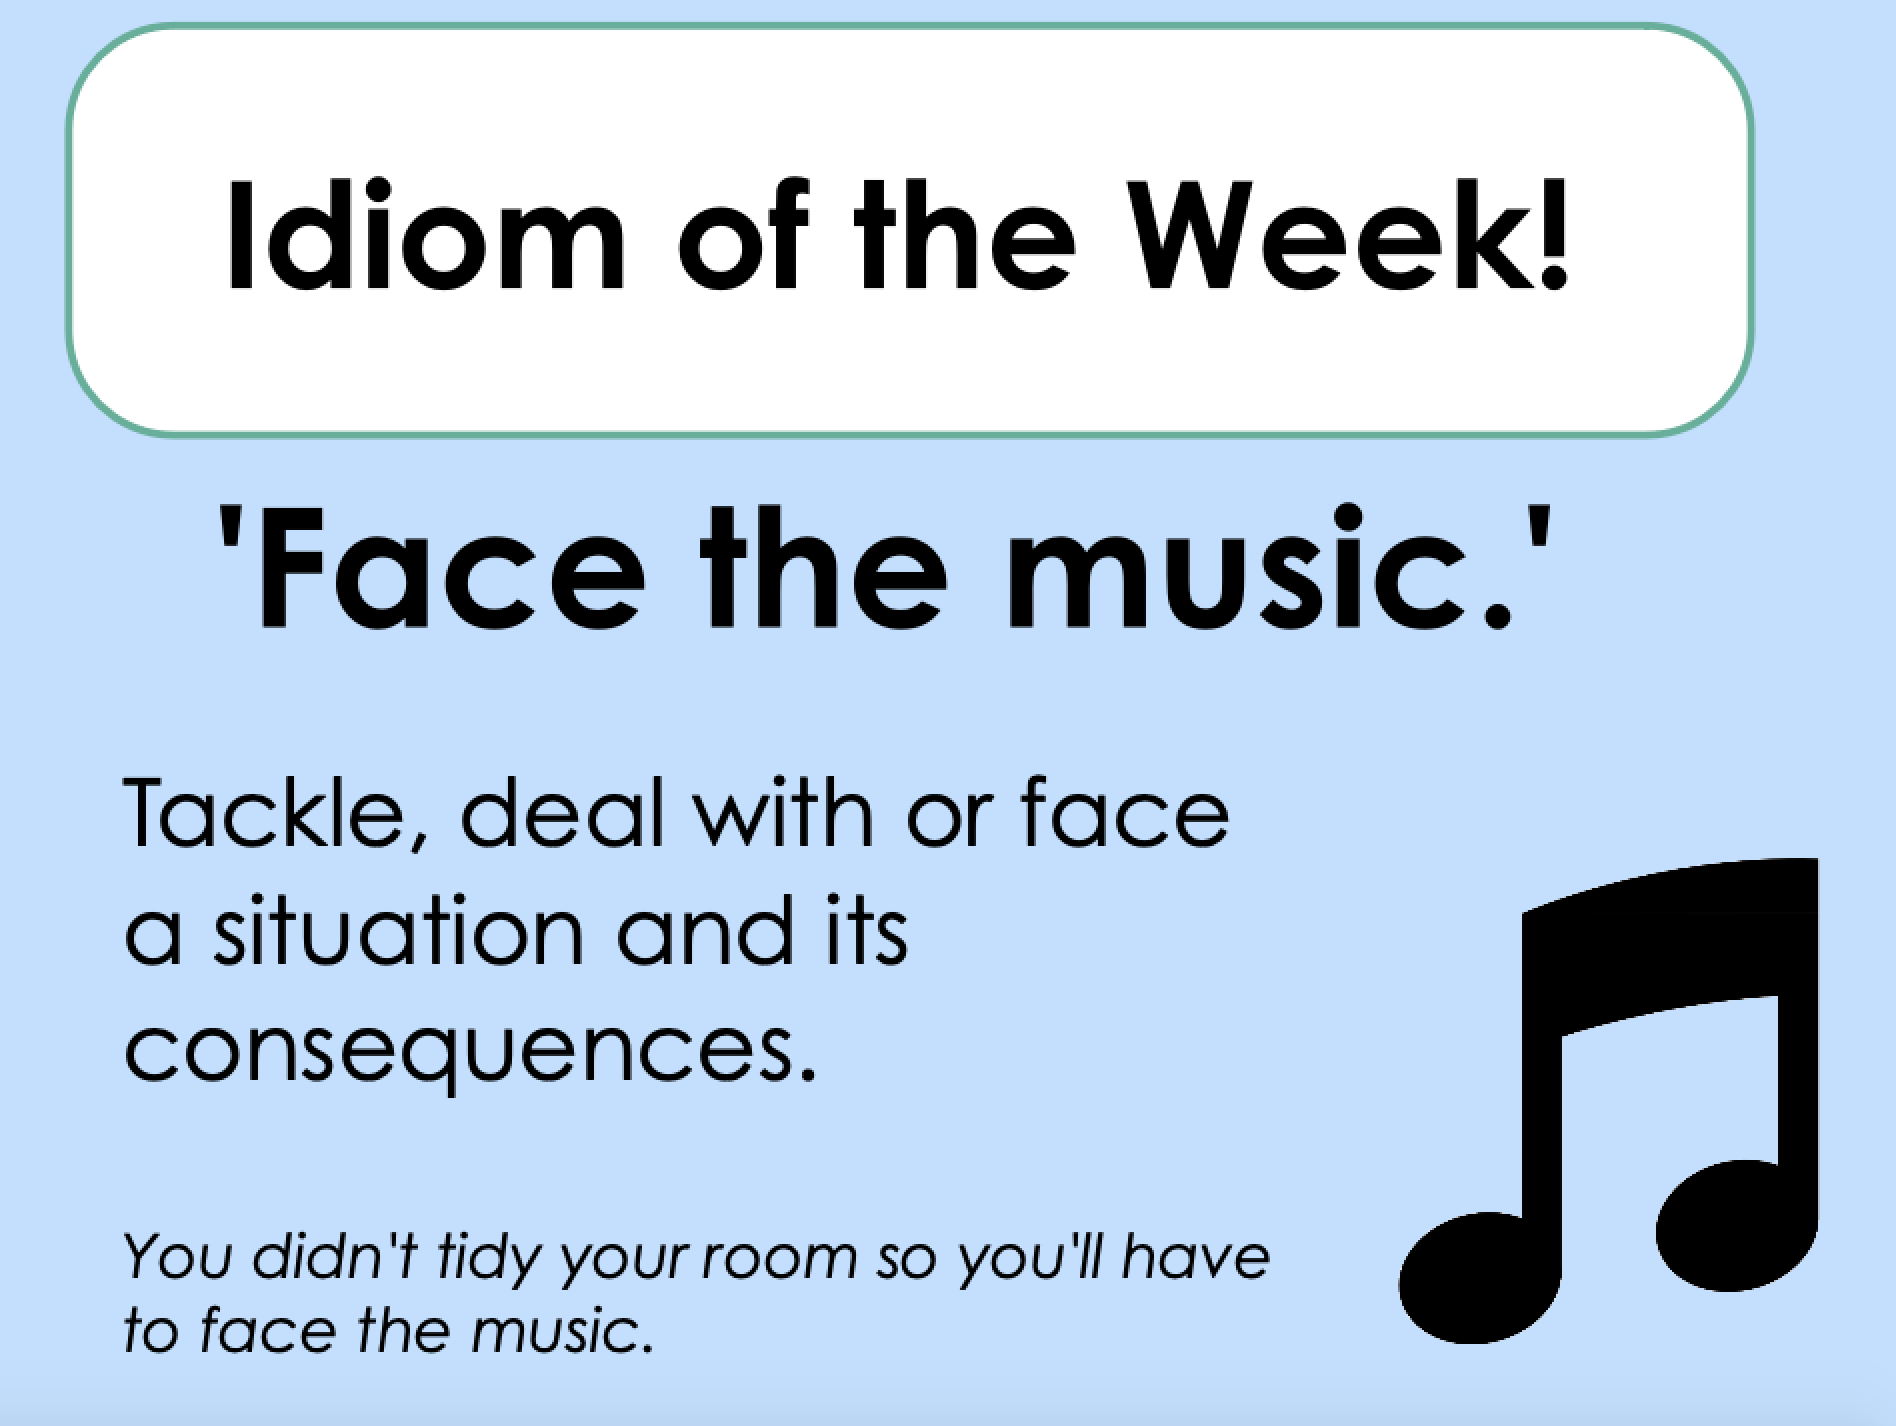 Idiom of the Week!
'Face the music.'
Tackle, deal with or face
a situation and its
consequences.
You didn't tidy your room so you'll have
to face the music.